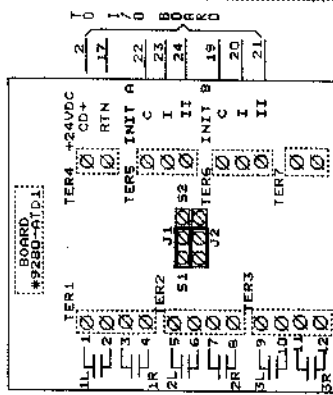 TO I/O BOARD
2
17
22
23
24
19
20
21
BOARD
*9280-ATD1
TER4
+24VDC
CD+
RTN
TER5
INIT A
C
I
II
TER6
INIT B
C
I
II
TER7
J1
S2
S1
J2
TER1
1
2
3
4
TER2
5
6
7
8
TER3
9
10
11
12
1L
1R
2L
2R
3L
3R